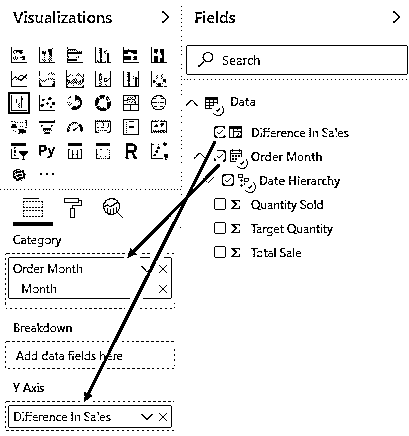 Visualizations
Fields
Search
Data
Difference in Sales
Order Month
Date Hierarchy
Quantity Sold
Target Quantity
Total Sale
Py
R
Category
Order Month
Month
Breakdown
Add data fields here
Y Axis
Difference in Sales